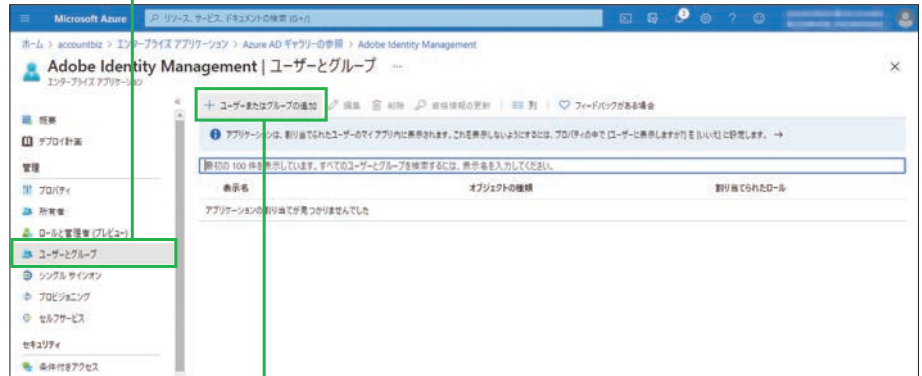 Microsoft Azure
リソース、サービス、ドキュメントの検索 (G+/)
ホーム > accountbiz > エンタープライズ アプリケーション > Azure AD ギャラリーの参照 > Adobe Identity Management
Adobe Identity Management | ユーザーとグループ ...
エンタープライズ アプリケーション
+ ユーザーまたはグループの追加 編集 削除 資格情報の更新 列 フィードバックがある場合
概要
デプロイ計画
アプリケーションは、割り当てられたユーザーのマイ アプリ内に表示されます。これを表示しないようにするには、プロパティの中で [ユーザーに表示しますか?] を [いいえ] に設定します。 →
管理
最初の 100 件を表示しています。すべてのユーザーとグループを検索するには、表示名を入力してください。
プロパティ
表示名 オブジェクトの種類 割り当てられたロール
所有者
アプリケーションの割り当てが見つかりませんでした
ロールと管理者 (プレビュー)
ユーザーとグループ
シングル サインオン
プロビジョニング
セルフサービス
セキュリティ
条件付きアクセス